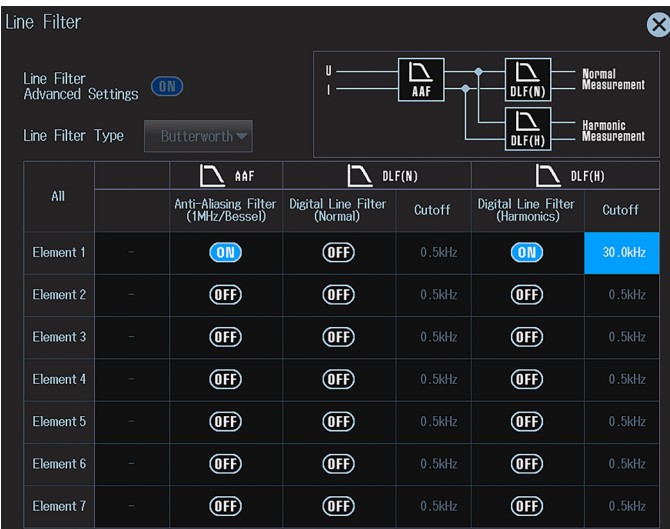 Line Filter
Line Filter
Advanced Settings ON
Line Filter Type Butterworth
U
I
AAF
DLF(N)
Normal
Measurement
DLF(H)
Harmonic
Measurement
All
AAF DLF(N) DLF(H)
Anti-Aliasing Filter
(1MHz/Bessel)
Digital Line Filter
(Normal)
Cutoff
Digital Line Filter
(Harmonics)
Cutoff
Element 1 - ON OFF 0.5kHz ON 30.0kHz
Element 2 - OFF OFF 0.5kHz OFF 0.5kHz
Element 3 - OFF OFF 0.5kHz OFF 0.5kHz
Element 4 - OFF OFF 0.5kHz OFF 0.5kHz
Element 5 - OFF OFF 0.5kHz OFF 0.5kHz
Element 6 - OFF OFF 0.5kHz OFF 0.5kHz
Element 7 - OFF OFF 0.5kHz OFF 0.5kHz